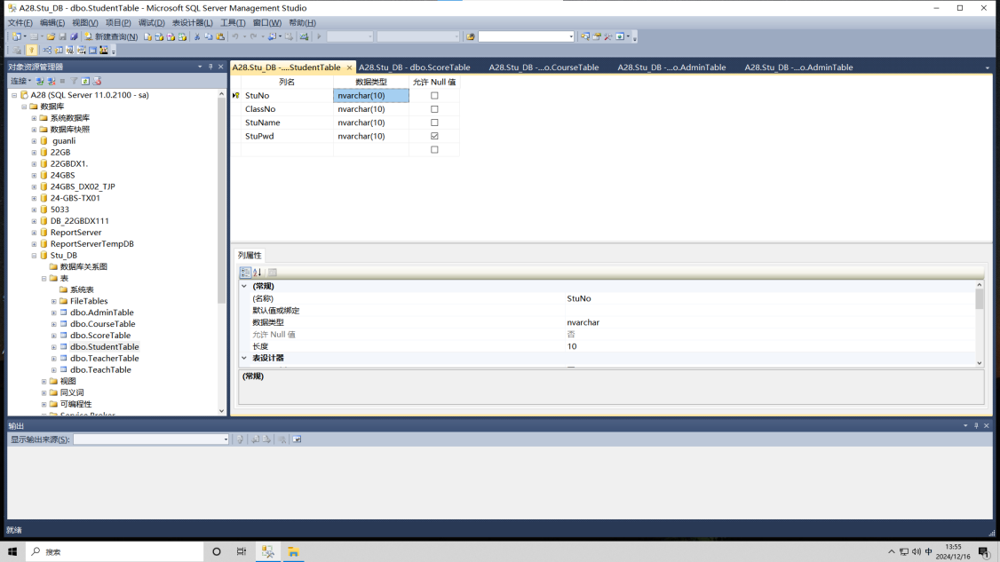 A28.Stu_DB - dbo.StudentTable - Microsoft SQL Server Management Studio
文件(F) 编辑(E) 视图(V) 项目(P) 调试(D) 表设计器(L) 工具(T) 窗口(W) 帮助(H)
新建查询(N)
对象资源管理器
连接
A28 (SQL Server 11.0.2100 - sa)
数据库
系统数据库
数据库快照
guanli
22GB
22GBDX1.
24GBS
24GBS_DX02_TJP
24-GBS-TX01
5033
DB_22GBDX111
ReportServer
ReportServerTempDB
Stu_DB
数据库关系图
表
系统表
FileTables
dbo.AdminTable
dbo.CourseTable
dbo.ScoreTable
dbo.StudentTable
dbo.TeacherTable
dbo.TeachTable
视图
同义词
可编程性
Service Broker
A28.Stu_DB -....StudentTable A28.Stu_DB - dbo.ScoreTable A28.Stu_DB -...o.CourseTable A28.Stu_DB -...o.AdminTable A28.Stu_DB -...o.AdminTable
列名 数据类型 允许 Null 值
StuNo nvarchar(10)
ClassNo nvarchar(10)
StuName nvarchar(10)
StuPwd nvarchar(10)
列属性
(常规)
(名称) StuNo
默认值或绑定
数据类型 nvarchar
允许 Null 值 否
长度 10
表设计器
(常规)
输出
显示输出来源(S):
就绪
搜索
中
13:55
2024/12/16